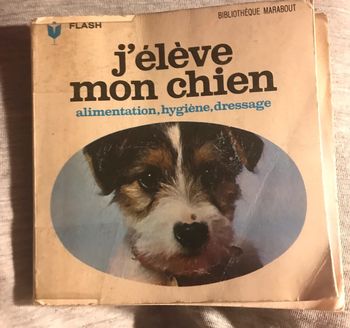 FLASH
BIBLIOTHÈQUE MARABOUT
j'élève
mon chien
alimentation, hygiène, dressage